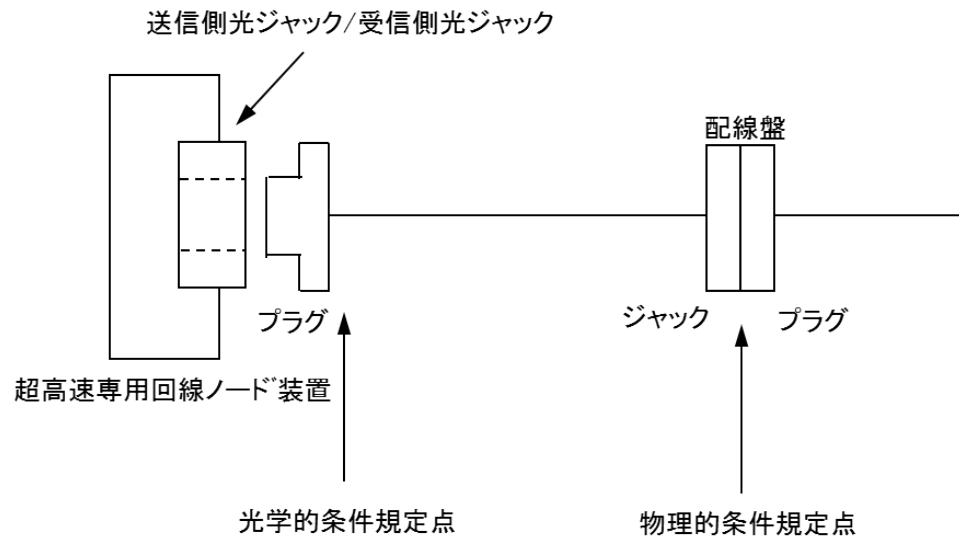 送信側光ジャック/受信側光ジャック
配線盤
プラグ
ジャック
プラグ
超高速専用回線ノード装置
光学的条件規定点
物理的条件規定点